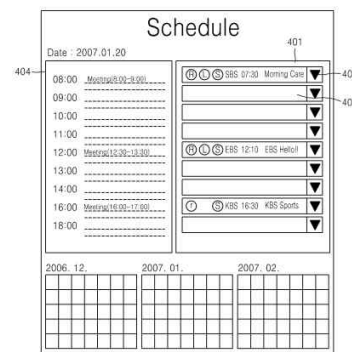 Schedule
401
Date : 2007.01.20
404
08:00 Meeting(8:00-9:00)
09:00
10:00
11:00
12:00 Meeting(12:30-13:30)
13:00
14:00
16:00 Meeting(16:00-17:00)
18:00
Ⓡ Ⓛ Ⓢ SBS 07:30 Morning Care ▼
▼
▼
▼
Ⓡ Ⓛ Ⓢ EBS 12:10 EBS Hello!! ▼
▼
▼
ⓡ Ⓢ KBS 16:30 KBS Sports ▼
▼
40
40
2006. 12.
2007. 01.
2007. 02.